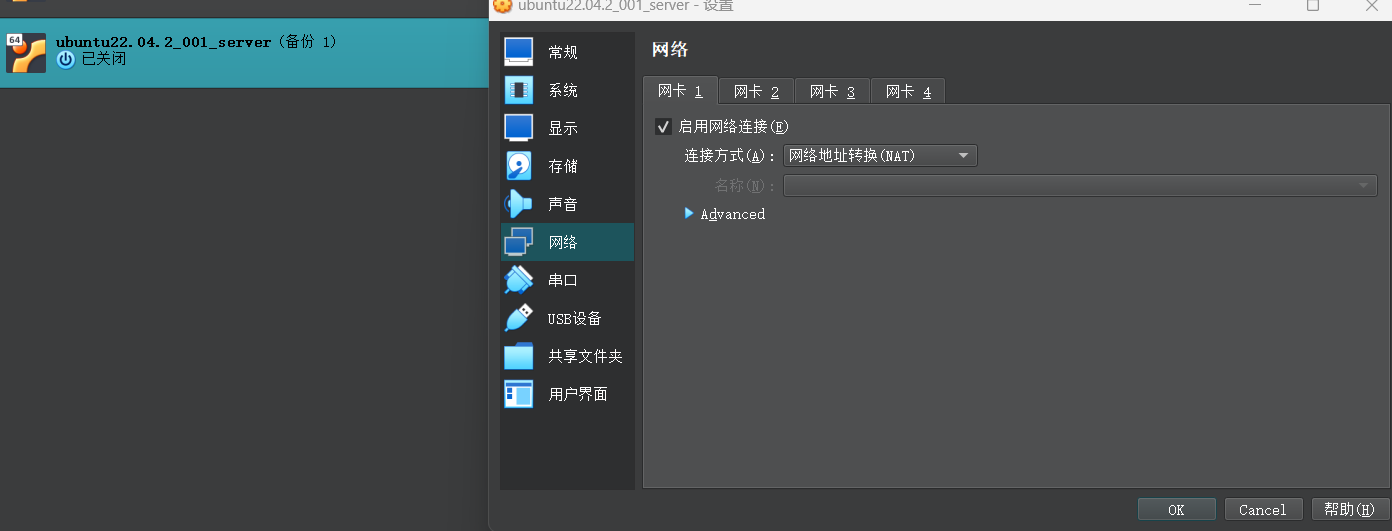 ubuntu22.04.2_001_server - 设置
64
ubuntu22.04.2_001_server (备份 1)
已关闭
常规
系统
显示
存储
声音
网络
串口
USB设备
共享文件夹
用户界面
网络
网卡 1
网卡 2
网卡 3
网卡 4
启用网络连接(E)
连接方式(A): 网络地址转换(NAT)
名称(N):
Advanced
OK
Cancel
帮助(H)